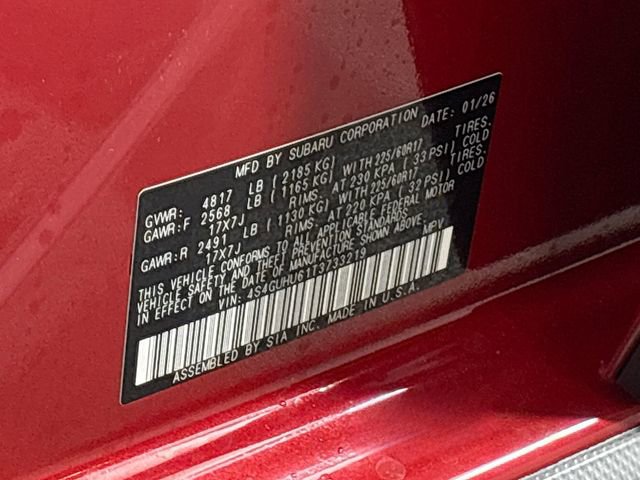 MFD BY SUBARU CORPORATION DATE: 01/26
GVWR: 4817 LB (2185 KG)
GAWR:F 2568 LB (1165 KG) WITH 225/60R17 TIRES.
17X7J RIMS. AT 230 KPA (33 PSI) COLD
GAWR:R 2491 LB (1130 KG) WITH 225/60R17 TIRES.
17X7J RIMS. AT 220 KPA (32 PSI) COLD
THIS VEHICLE CONFORMS TO ALL APPLICABLE FEDERAL MOTOR
VEHICLE SAFETY AND THEFT PREVENTION STANDARDS
IN EFFECT ON THE DATE OF MANUFACTURE SHOWN ABOVE.
VIN: 4S4GUHU61T3733219 MPV
ASSEMBLED BY SIA INC. MADE IN U.S.A.